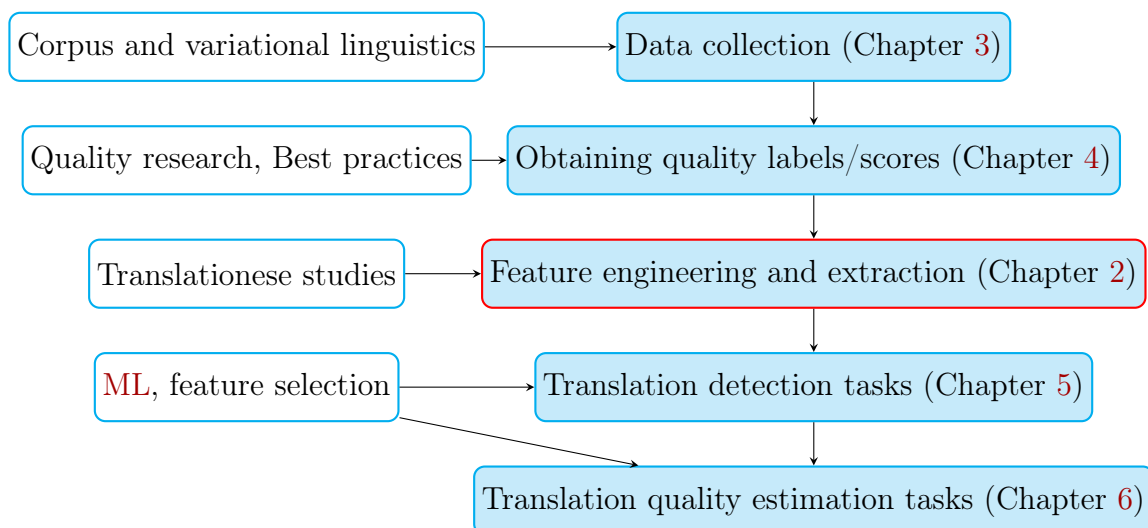 Corpus and variational linguistics
Data collection (Chapter 3)
Quality research, Best practices
Obtaining quality labels/scores (Chapter 4)
Translationese studies
Feature engineering and extraction (Chapter 2)
ML, feature selection
Translation detection tasks (Chapter 5)
Translation quality estimation tasks (Chapter 6)